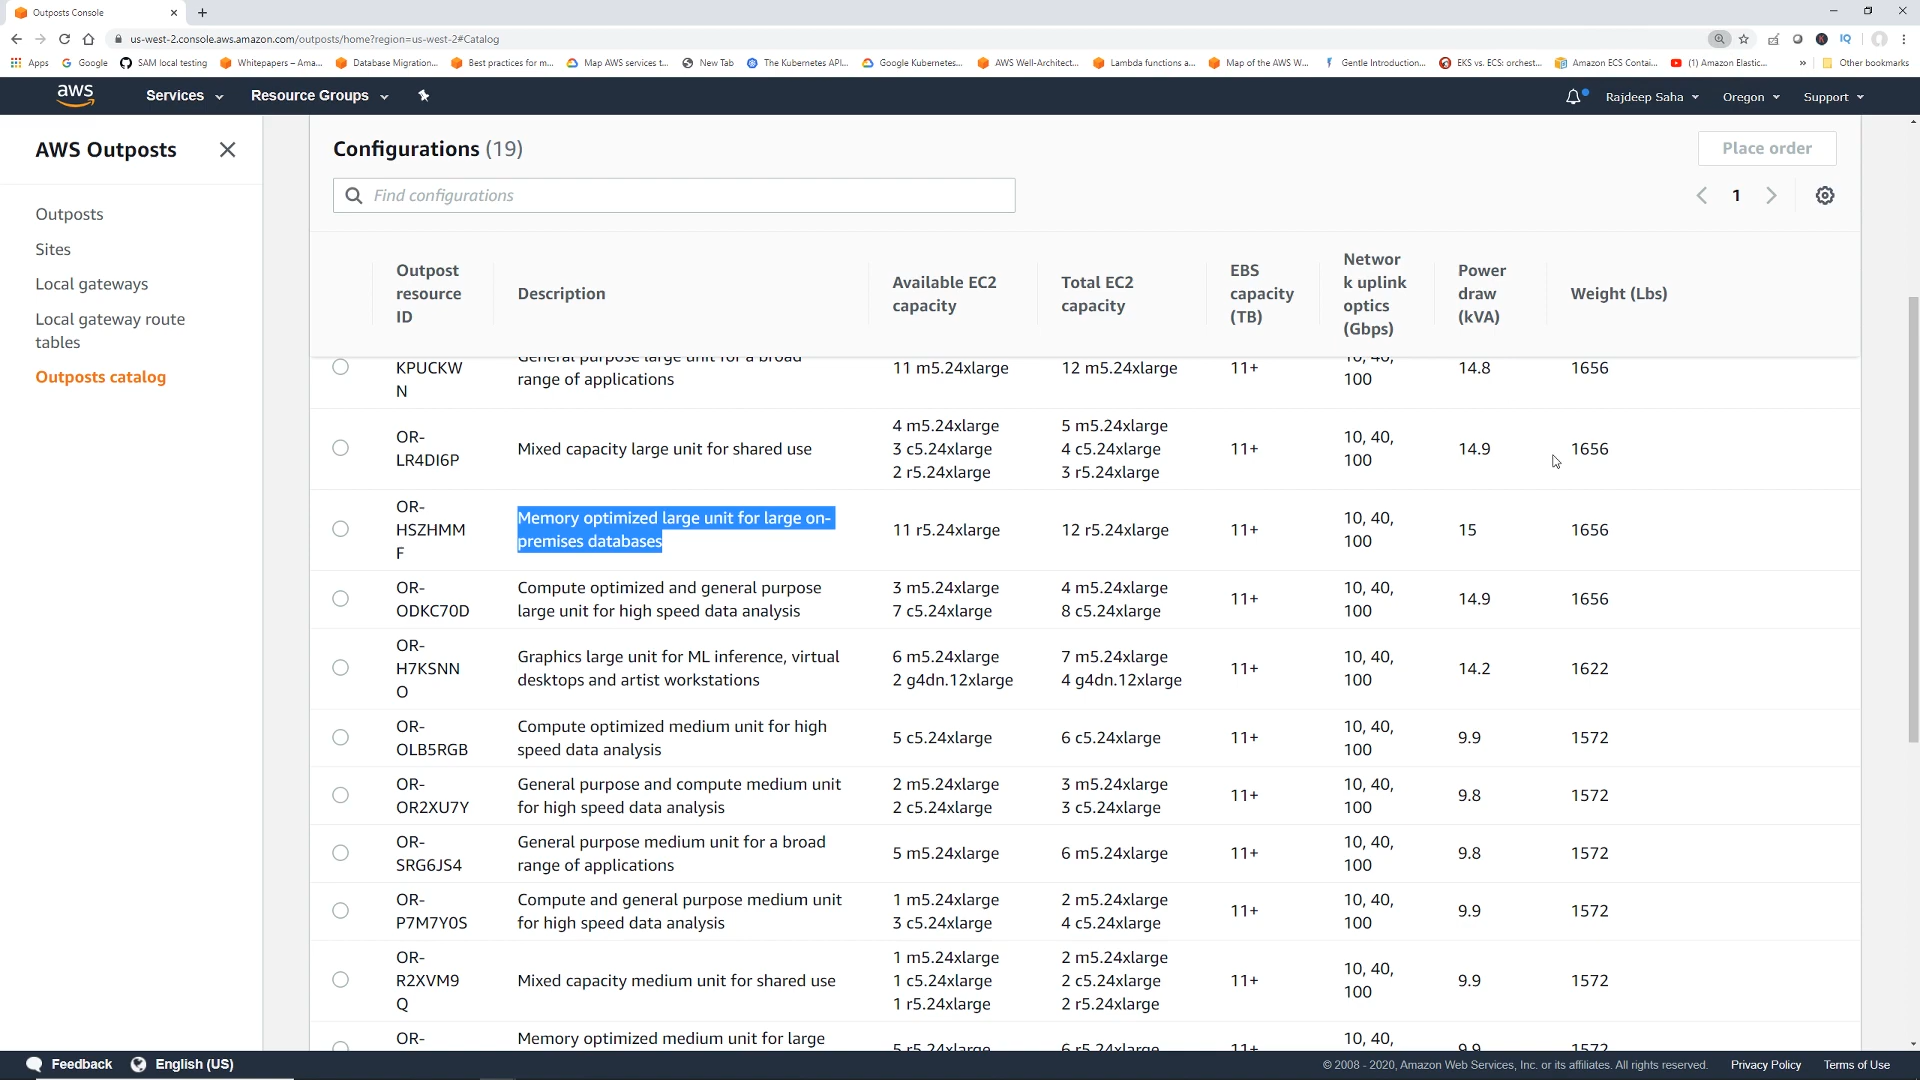 Outposts Console
us-west-2.console.aws.amazon.com/outposts/home?region=us-west-2#Catalog
Apps Google SAM local testing Whitepapers – Ama... Database Migration... Best practices for m... Map AWS services t... New Tab The Kubernetes API... Google Kubernetes... AWS Well-Architect... Lambda functions a... Map of the AWS W... Gentle Introduction... EKS vs. ECS: orchest... Amazon ECS Contai... (1) Amazon Elastic... » Other bookmarks
aws Services Resource Groups Rajdeep Saha Oregon Support
AWS Outposts
Outposts
Sites
Local gateways
Local gateway route
tables
Outposts catalog
Configurations (19)
Place order
Find configurations
1
Outpost
resource
ID
Description
Available EC2
capacity
Total EC2
capacity
EBS
capacity
(TB)
Networ
k uplink
optics
(Gbps)
Power
draw
(kVA)
Weight (Lbs)
KPUCKW
N
General purpose large unit for a broad
range of applications
11 m5.24xlarge
12 m5.24xlarge
11+
10, 40,
100
14.8
1656
OR-
LR4DI6P
Mixed capacity large unit for shared use
4 m5.24xlarge
3 c5.24xlarge
2 r5.24xlarge
5 m5.24xlarge
4 c5.24xlarge
3 r5.24xlarge
11+
10, 40,
100
14.9
1656
OR-
HSZHMM
F
Memory optimized large unit for large on-
premises databases
11 r5.24xlarge
12 r5.24xlarge
11+
10, 40,
100
15
1656
OR-
ODKC70D
Compute optimized and general purpose
large unit for high speed data analysis
3 m5.24xlarge
7 c5.24xlarge
4 m5.24xlarge
8 c5.24xlarge
11+
10, 40,
100
14.9
1656
OR-
H7KSNN
O
Graphics large unit for ML inference, virtual
desktops and artist workstations
6 m5.24xlarge
2 g4dn.12xlarge
7 m5.24xlarge
4 g4dn.12xlarge
11+
10, 40,
100
14.2
1622
OR-
OLB5RGB
Compute optimized medium unit for high
speed data analysis
5 c5.24xlarge
6 c5.24xlarge
11+
10, 40,
100
9.9
1572
OR-
OR2XU7Y
General purpose and compute medium unit
for high speed data analysis
2 m5.24xlarge
2 c5.24xlarge
3 m5.24xlarge
3 c5.24xlarge
11+
10, 40,
100
9.8
1572
OR-
SRG6JS4
General purpose medium unit for a broad
range of applications
5 m5.24xlarge
6 m5.24xlarge
11+
10, 40,
100
9.8
1572
OR-
P7M7Y0S
Compute and general purpose medium unit
for high speed data analysis
1 m5.24xlarge
3 c5.24xlarge
2 m5.24xlarge
4 c5.24xlarge
11+
10, 40,
100
9.9
1572
OR-
R2XVM9
Q
Mixed capacity medium unit for shared use
1 m5.24xlarge
1 c5.24xlarge
1 r5.24xlarge
2 m5.24xlarge
2 c5.24xlarge
2 r5.24xlarge
11+
10, 40,
100
9.9
1572
OR-
Memory optimized medium unit for large
5 r5.24xlarge
6 r5.24xlarge
11+
10, 40,
9.9
1572
Feedback English (US)
© 2008 - 2020, Amazon Web Services, Inc. or its affiliates. All rights reserved. Privacy Policy Terms of Use